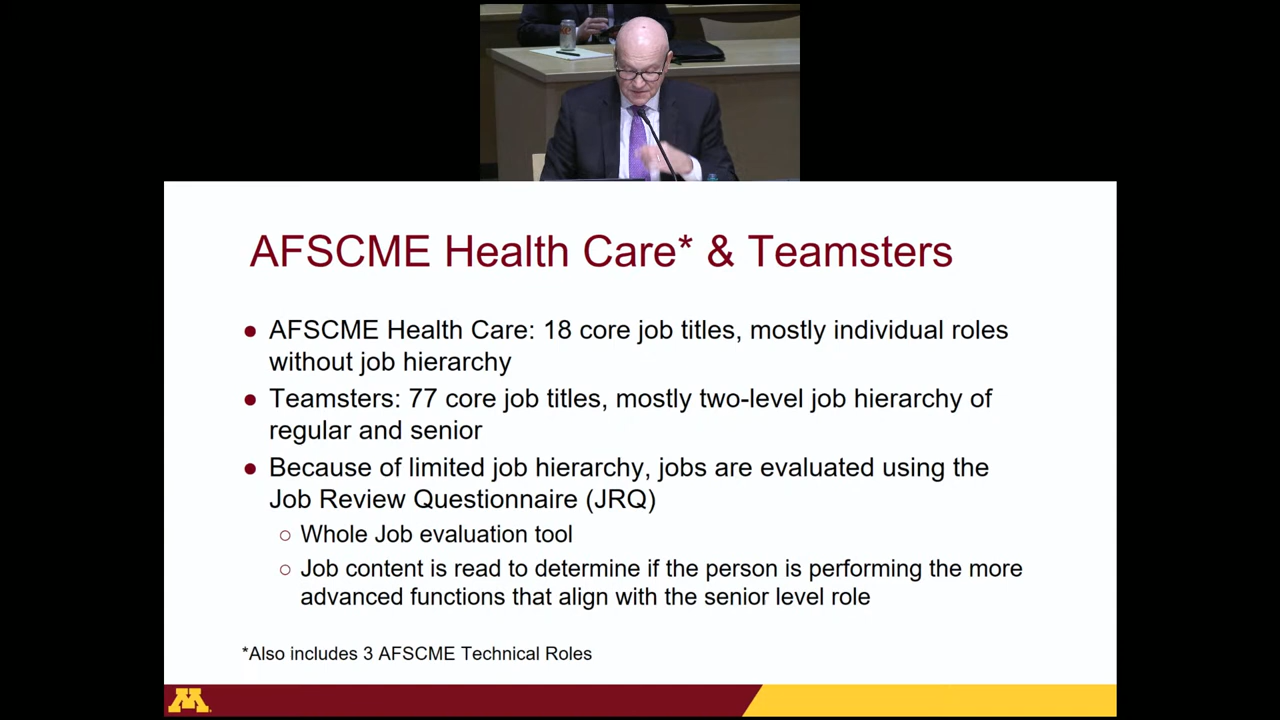 AFSCME Health Care* & Teamsters
● AFSCME Health Care: 18 core job titles, mostly individual roles
without job hierarchy
● Teamsters: 77 core job titles, mostly two-level job hierarchy of
regular and senior
● Because of limited job hierarchy, jobs are evaluated using the
Job Review Questionnaire (JRQ)
○ Whole Job evaluation tool
○ Job content is read to determine if the person is performing the more
advanced functions that align with the senior level role
*Also includes 3 AFSCME Technical Roles
M